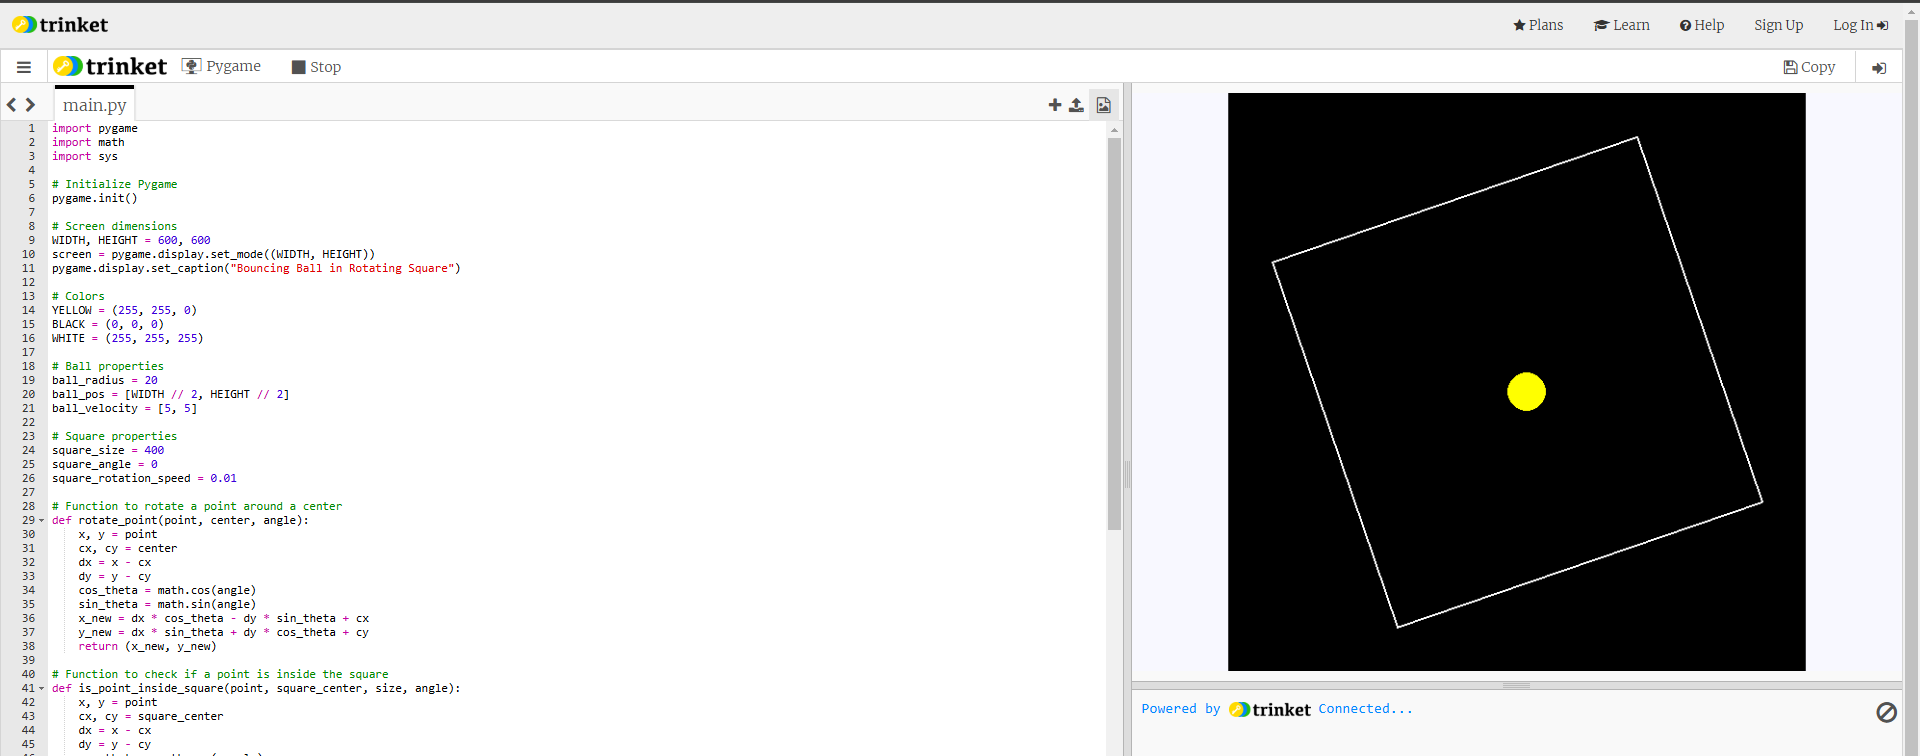 trinket
Plans
Learn
Help
Sign Up
Log In
trinket
Pygame
Stop
Copy
main.py
1 import pygame
2 import math
3 import sys
4
5 # Initialize Pygame
6 pygame.init()
7
8 # Screen dimensions
9 WIDTH, HEIGHT = 600, 600
10 screen = pygame.display.set_mode((WIDTH, HEIGHT))
11 pygame.display.set_caption("Bouncing Ball in Rotating Square")
12
13 # Colors
14 YELLOW = (255, 255, 0)
15 BLACK = (0, 0, 0)
16 WHITE = (255, 255, 255)
17
18 # Ball properties
19 ball_radius = 20
20 ball_pos = [WIDTH // 2, HEIGHT // 2]
21 ball_velocity = [5, 5]
22
23 # Square properties
24 square_size = 400
25 square_angle = 0
26 square_rotation_speed = 0.01
27
28 # Function to rotate a point around a center
29 def rotate_point(point, center, angle):
30     x, y = point
31     cx, cy = center
32     dx = x - cx
33     dy = y - cy
34     cos_theta = math.cos(angle)
35     sin_theta = math.sin(angle)
36     x_new = dx * cos_theta - dy * sin_theta + cx
37     y_new = dx * sin_theta + dy * cos_theta + cy
38     return (x_new, y_new)
39
40 # Function to check if a point is inside the square
41 def is_point_inside_square(point, square_center, size, angle):
42     x, y = point
43     cx, cy = square_center
44     dx = x - cx
45     dy = y - cy
Powered by trinket Connected...